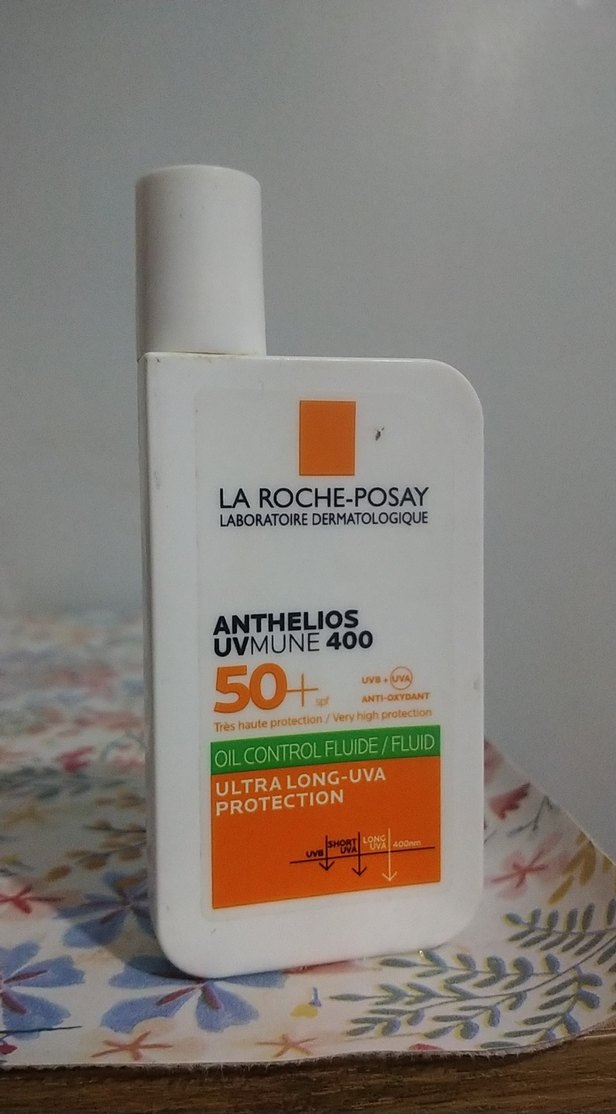 LA ROCHE-POSAY
LABORATOIRE DERMATOLOGIQUE
ANTHELIOS
UVMUNE 400
50+ spf
UVB + UVA
ANTI-OXYDANT
Très haute protection / Very high protection
OIL CONTROL FLUIDE / FLUID
ULTRA LONG-UVA
PROTECTION
UVB
SHORT
UVA
LONG
UVA
400nm